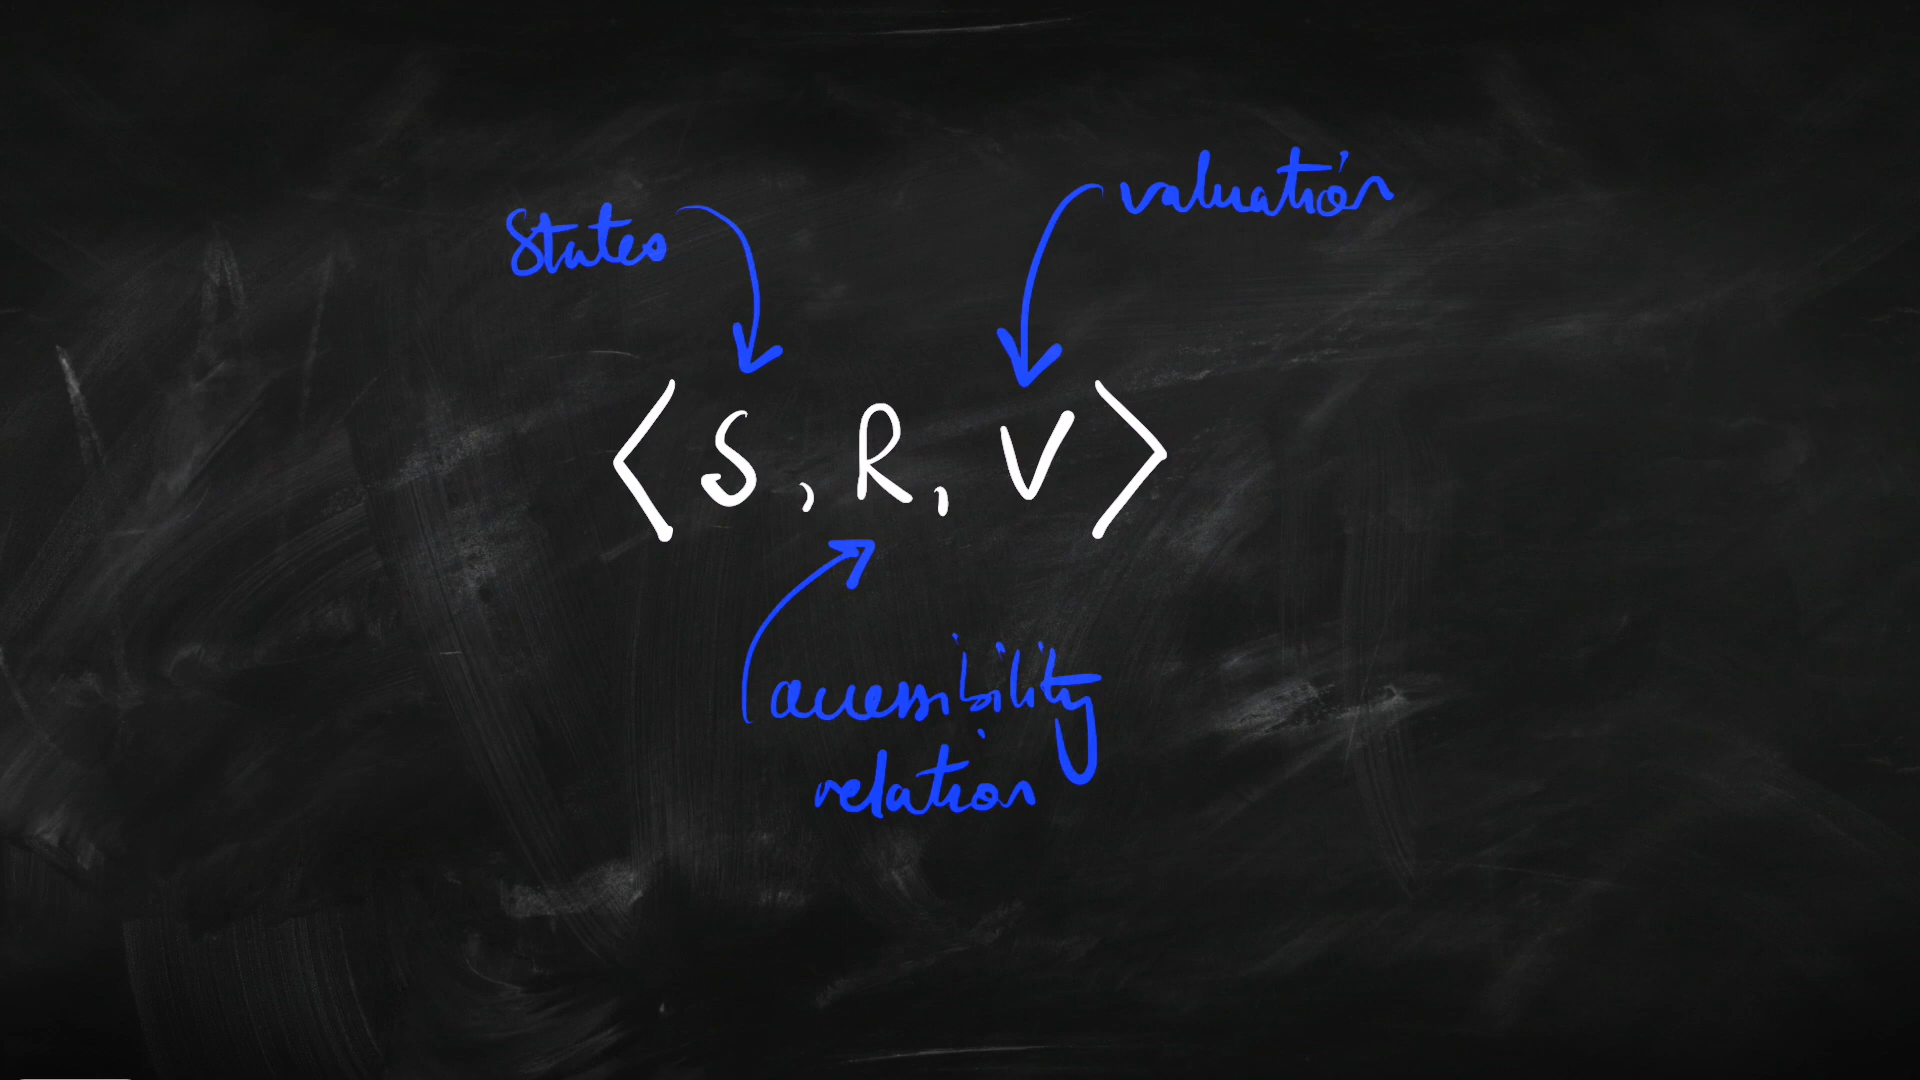 States
valuation
⟨ S, R, V ⟩
accessibility
relation